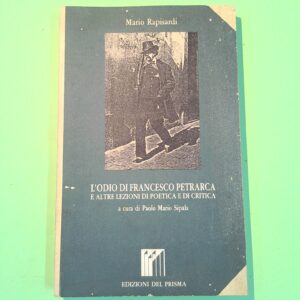 Mario Rapisardi
L'ODIO DI FRANCESCO PETRARCA
E ALTRE LEZIONI DI POETICA E DI CRITICA
a cura di Paolo Mario Sipala
EDIZIONI DEL PRISMA